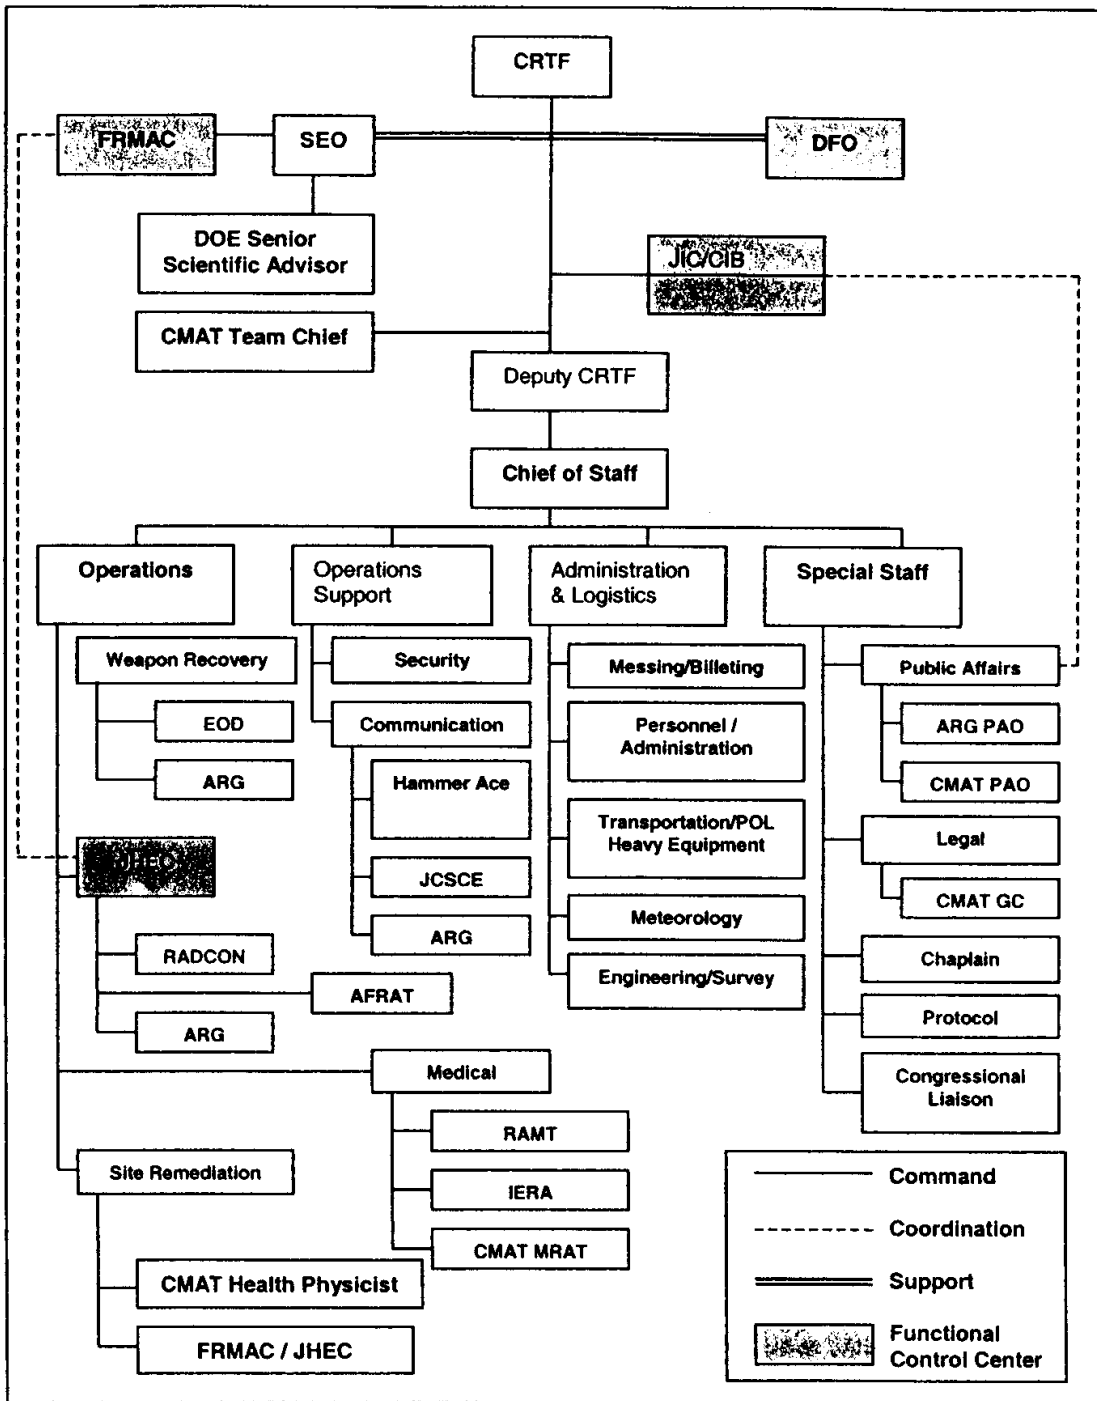 CRTF
FRMAC
SEO
DFO
DOE Senior
Scientific Advisor
JIC/CIB
CMAT Team Chief
Deputy CRTF
Chief of Staff
Operations
Operations
Support
Administration
& Logistics
Special Staff
Weapon Recovery
EOD
ARG
JHEC
RADCON
AFRAT
ARG
Medical
RAMT
IERA
CMAT MRAT
Site Remediation
CMAT Health Physicist
FRMAC / JHEC
Security
Communication
Hammer Ace
JCSCE
ARG
Messing/Billeting
Personnel /
Administration
Transportation/POL
Heavy Equipment
Meteorology
Engineering/Survey
Public Affairs
ARG PAO
CMAT PAO
Legal
CMAT GC
Chaplain
Protocol
Congressional
Liaison
Command
Coordination
Support
Functional
Control Center